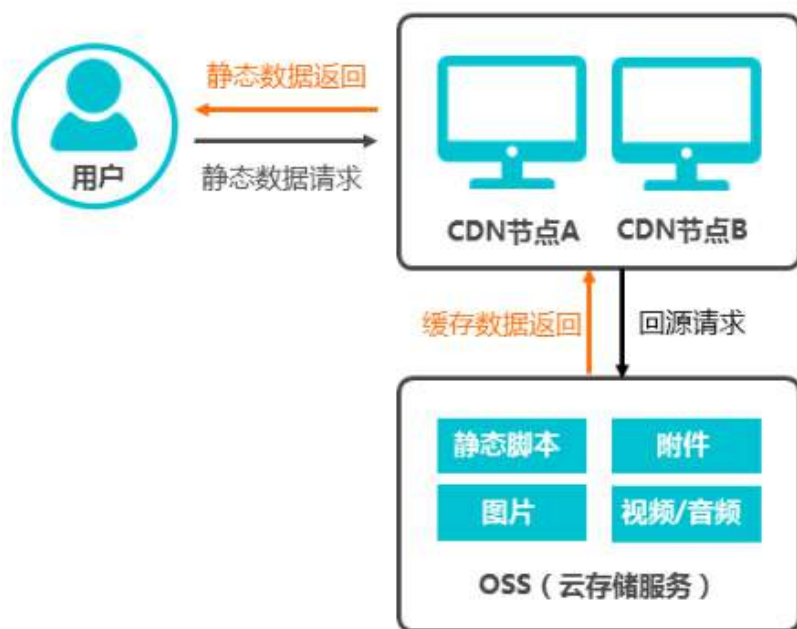 静态数据返回
用户
静态数据请求
CDN节点A
CDN节点B
缓存数据返回
回源请求
静态脚本
附件
图片
视频/音频
OSS（云存储服务）